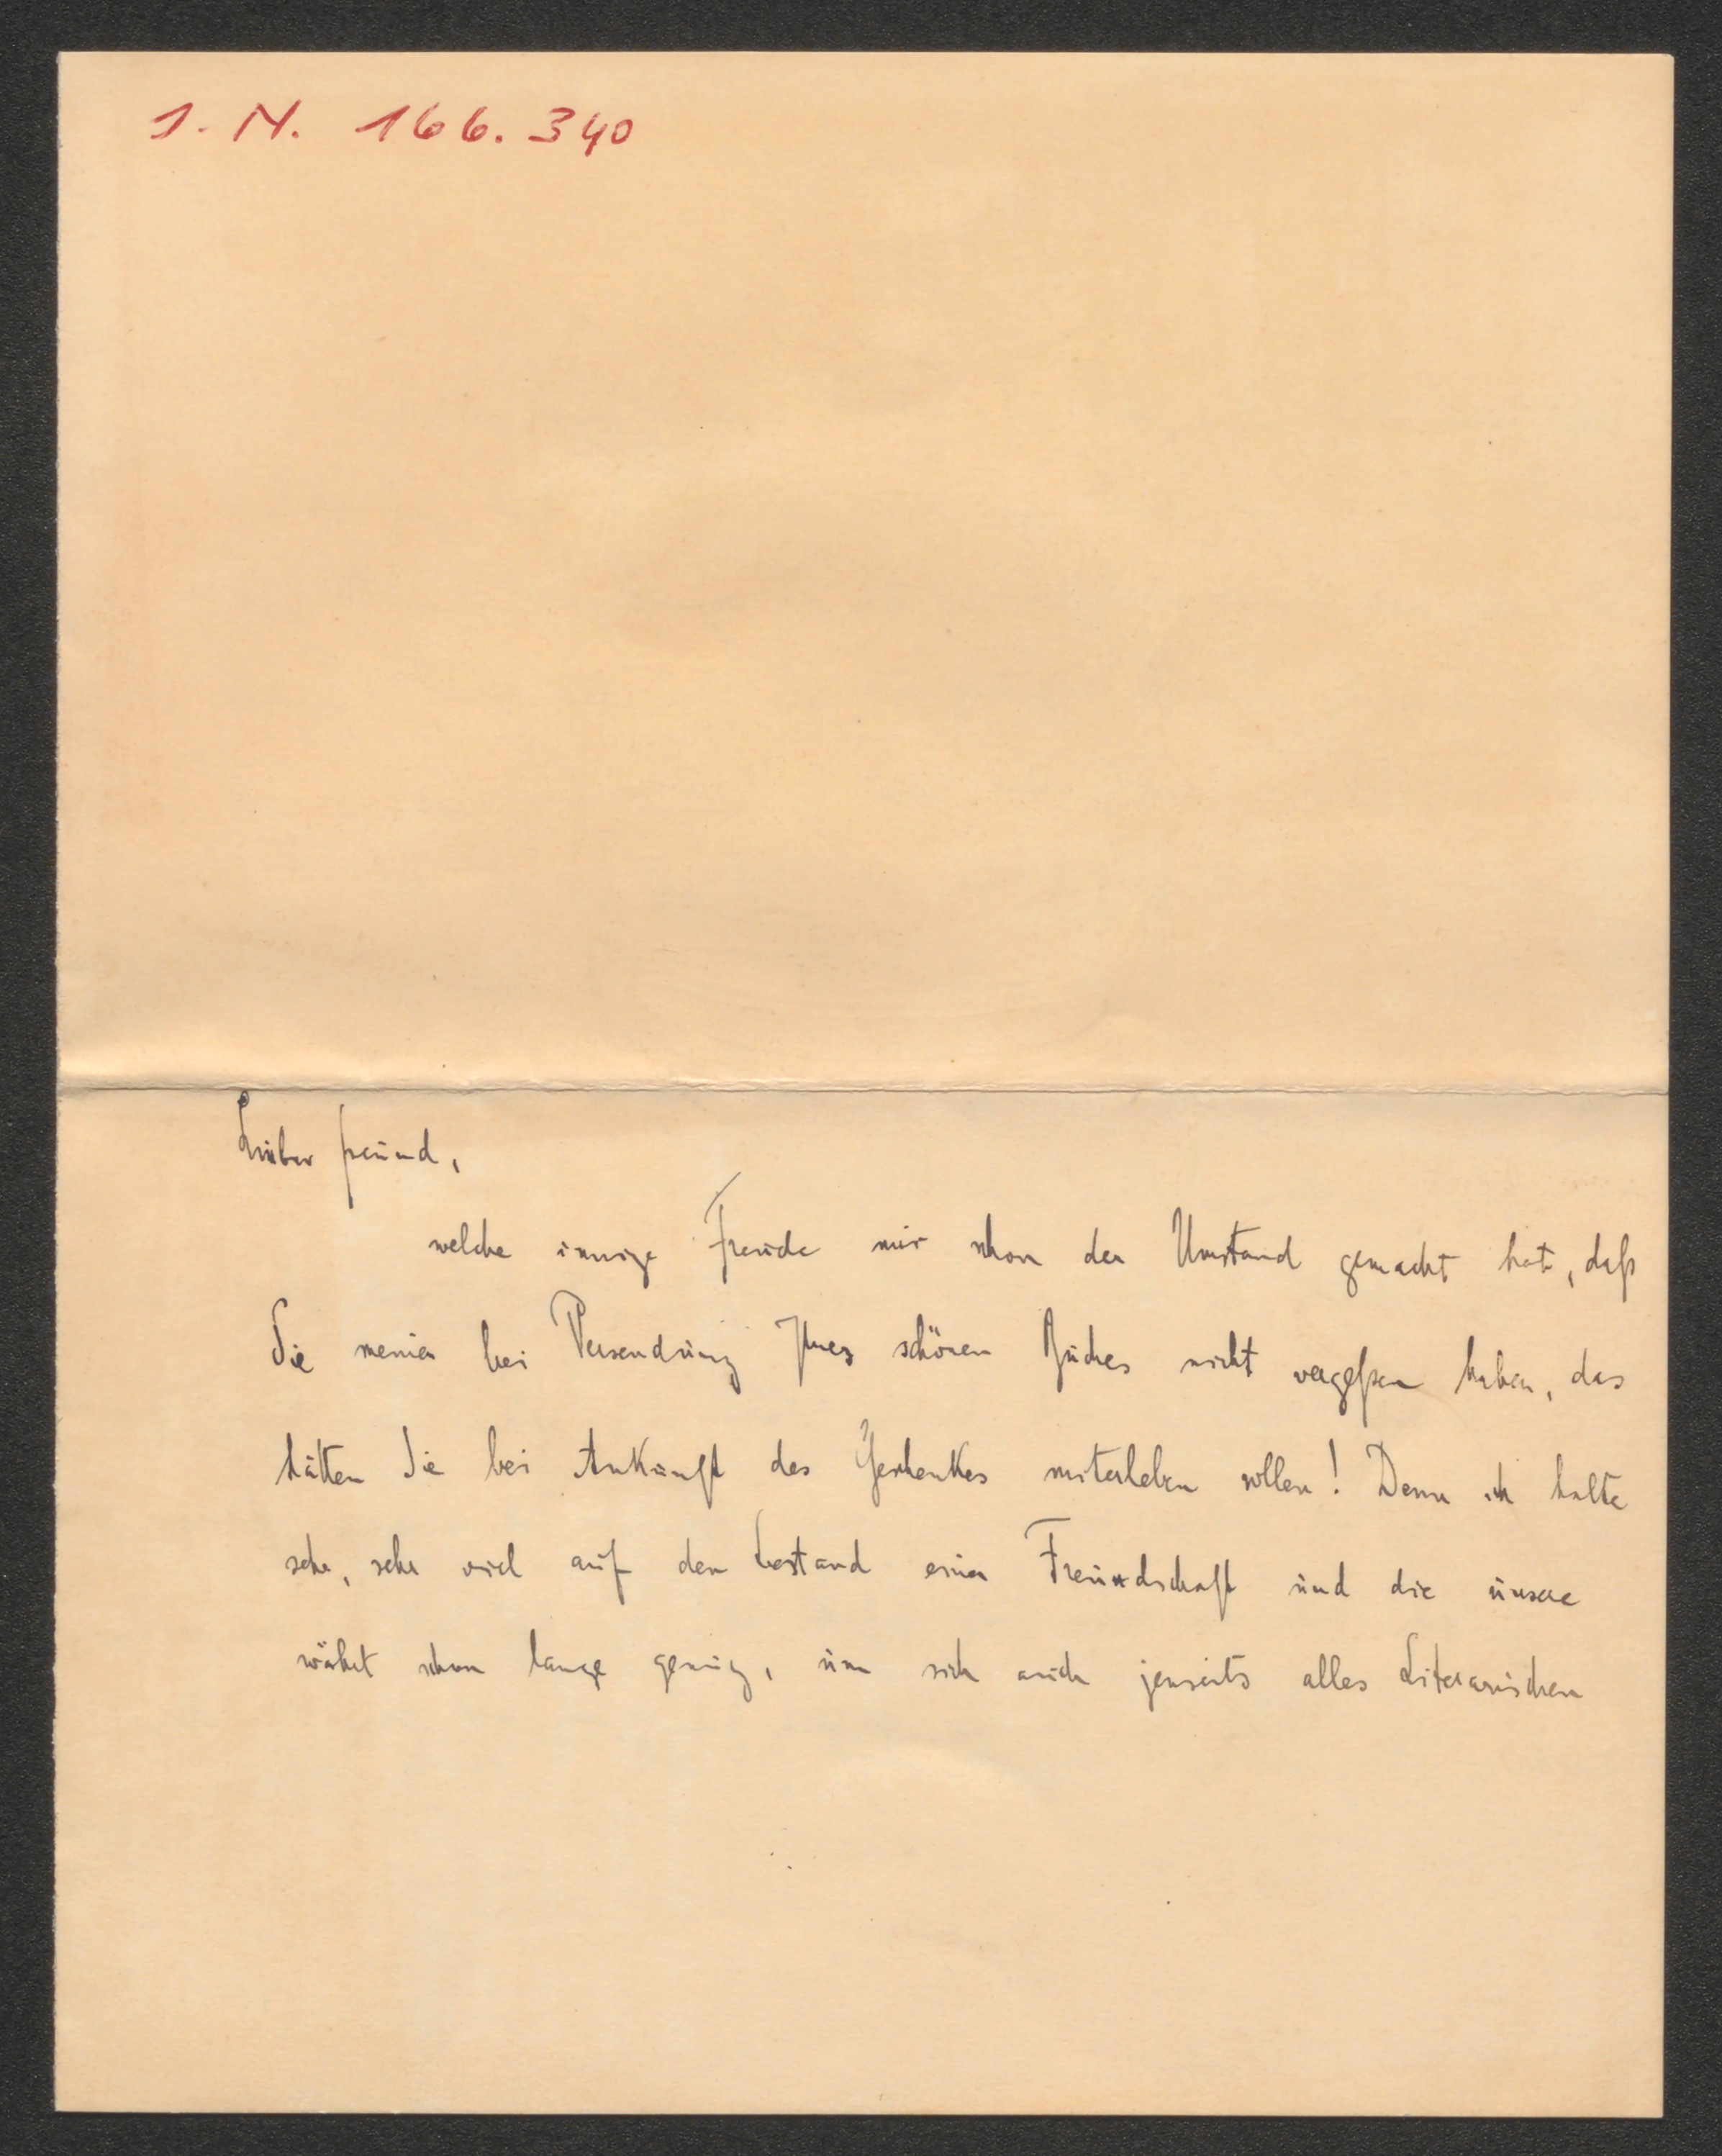 J. N. 166.340
Lieber Freund,
welche innige Freude mir schon der Umstand gemacht hat, daß
Sie meiner bei Versendung Ihres schönen Buches nicht vergeßen haben, das
hätten Sie bei Ankunft des Geschenkes miterleben sollen! Denn ich halte
sehr, sehr viel auf den Bestand einer Freundschaft und die unsere
währt schon lange genug, um sich auch jenseits alles Literarischen